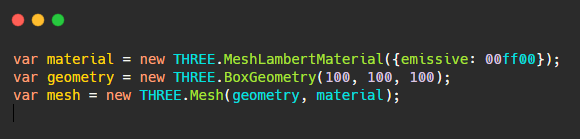 var material = new THREE.MeshLambertMaterial({emissive: 00ff00});
var geometry = new THREE.BoxGeometry(100, 100, 100);
var mesh = new THREE.Mesh(geometry, material);